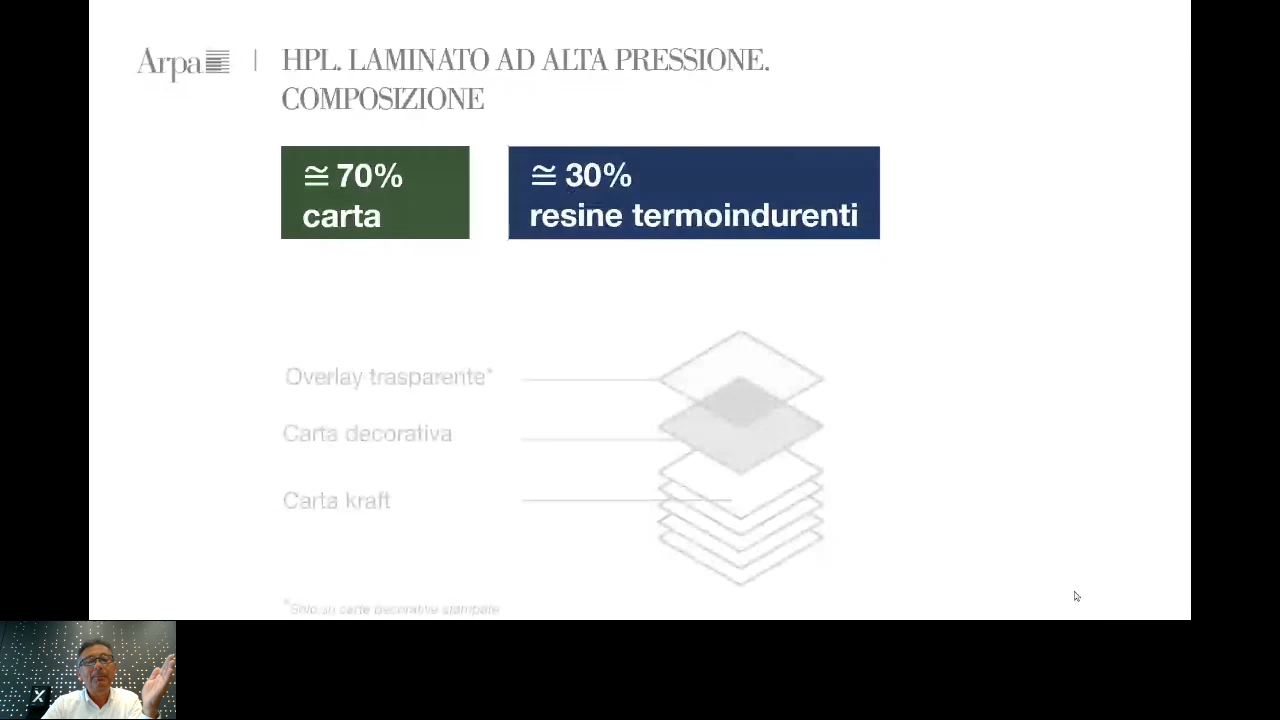 Arpa
HPL. LAMINATO AD ALTA PRESSIONE.
COMPOSIZIONE
≅ 70%
carta
≅ 30%
resine termoindurenti
Overlay trasparente*
Carta decorativa
Carta kraft
*Solo su carte decorative stampate